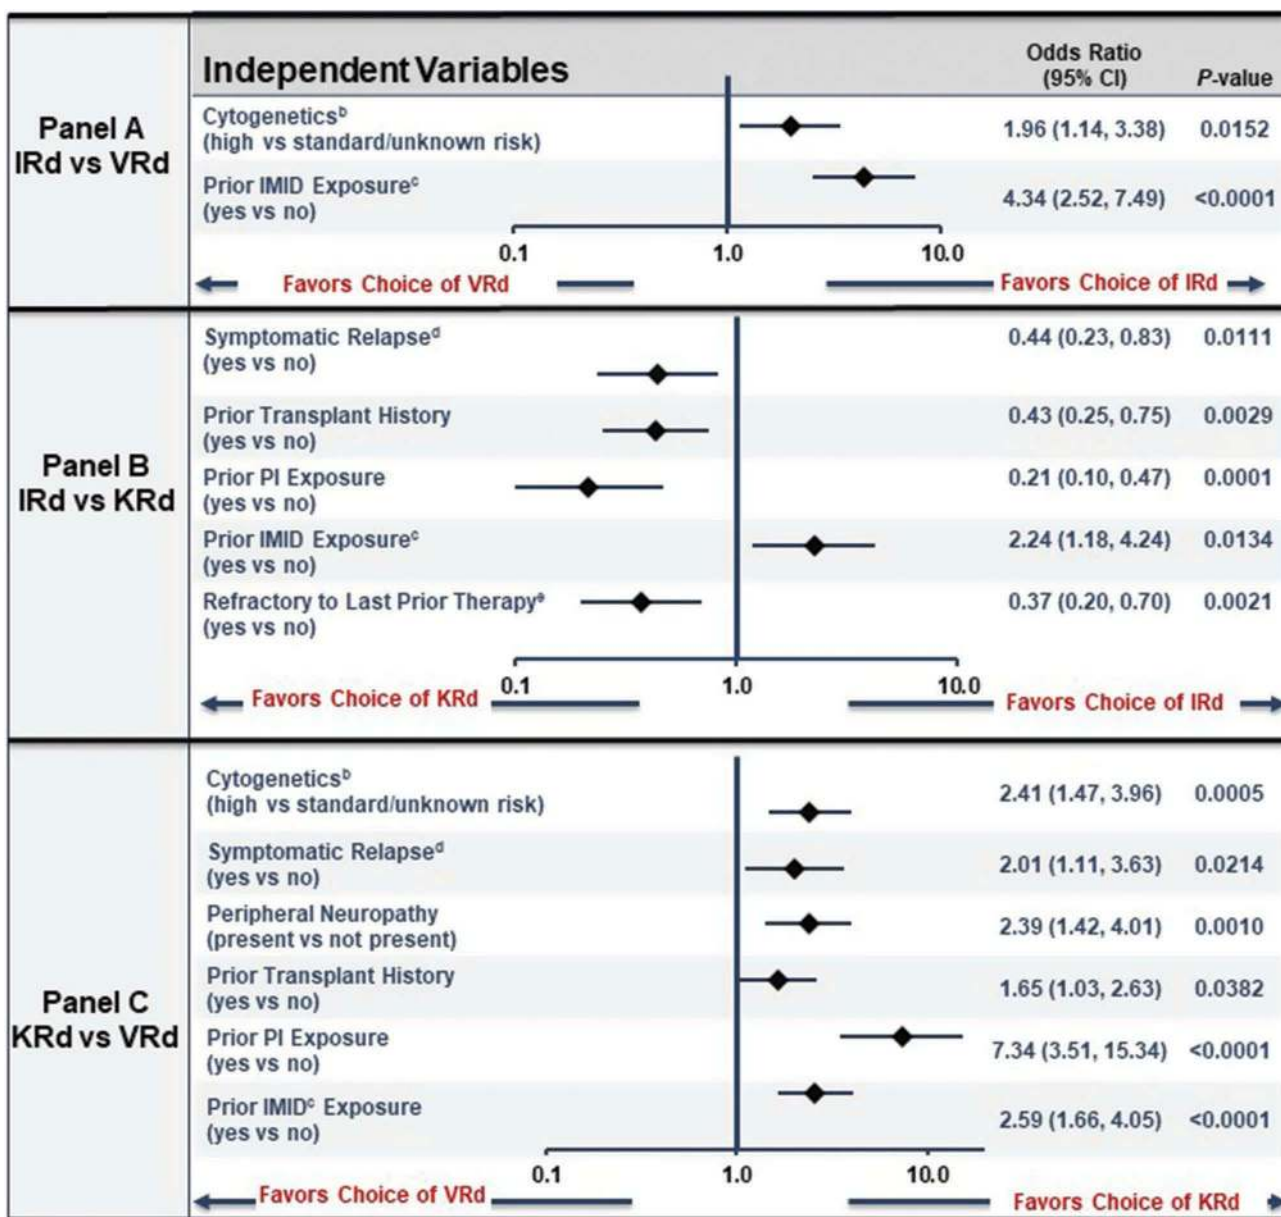 Independent Variables
Odds Ratio
(95% CI)
P-value
Panel A
IRd vs VRd
Cytogeneticsᵇ
(high vs standard/unknown risk)
1.96 (1.14, 3.38) 0.0152
Prior IMID Exposureᶜ
(yes vs no)
4.34 (2.52, 7.49) <0.0001
0.1 1.0 10.0
Favors Choice of VRd Favors Choice of IRd
Panel B
IRd vs KRd
Symptomatic Relapseᵈ
(yes vs no)
0.44 (0.23, 0.83) 0.0111
Prior Transplant History
(yes vs no)
0.43 (0.25, 0.75) 0.0029
Prior PI Exposure
(yes vs no)
0.21 (0.10, 0.47) 0.0001
Prior IMID Exposureᶜ
(yes vs no)
2.24 (1.18, 4.24) 0.0134
Refractory to Last Prior Therapyᵉ
(yes vs no)
0.37 (0.20, 0.70) 0.0021
0.1 1.0 10.0
Favors Choice of KRd Favors Choice of IRd
Panel C
KRd vs VRd
Cytogeneticsᵇ
(high vs standard/unknown risk)
2.41 (1.47, 3.96) 0.0005
Symptomatic Relapseᵈ
(yes vs no)
2.01 (1.11, 3.63) 0.0214
Peripheral Neuropathy
(present vs not present)
2.39 (1.42, 4.01) 0.0010
Prior Transplant History
(yes vs no)
1.65 (1.03, 2.63) 0.0382
Prior PI Exposure
(yes vs no)
7.34 (3.51, 15.34) <0.0001
Prior IMIDᶜ Exposure
(yes vs no)
2.59 (1.66, 4.05) <0.0001
0.1 1.0 10.0
Favors Choice of VRd Favors Choice of KRd